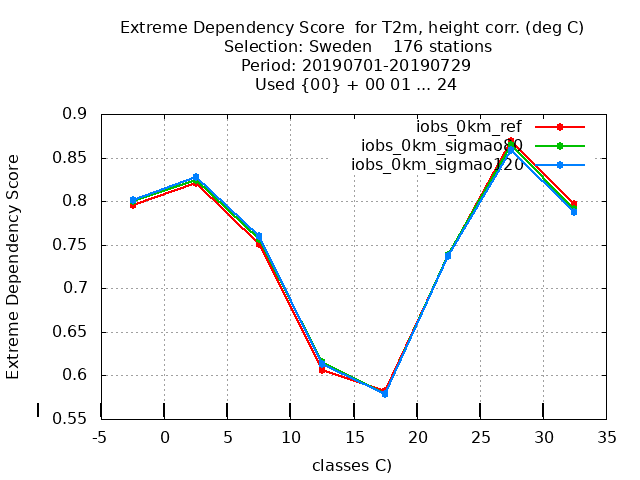 Extreme Dependency Score  for T2m, height corr. (deg C)
Selection: Sweden    176 stations
Period: 20190701-20190729
Used {00} + 00 01 ... 24
Extreme Dependency Score
0.9
0.85
0.8
0.75
0.7
0.65
0.6
0.55
iobs_0km_ref
iobs_0km_sigmao80
iobs_0km_sigmao120
-5 0 5 10 15 20 25 30 35
classes C)